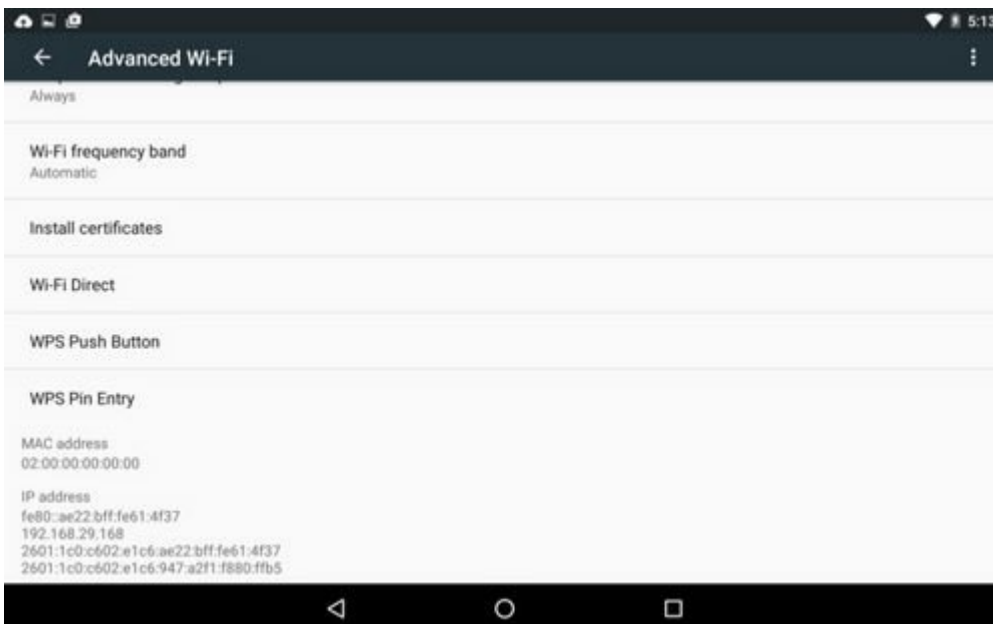 5:13
Advanced Wi-Fi
Always
Wi-Fi frequency band
Automatic
Install certificates
Wi-Fi Direct
WPS Push Button
WPS Pin Entry
MAC address
02:00:00:00:00:00
IP address
fe80::ae22:bff:fe61:4f37
192.168.29.168
2601:1c0:c602:e1c6:ae22:bff:fe61:4f37
2601:1c0:c602:e1c6:947:a2f1:f880:ffb5